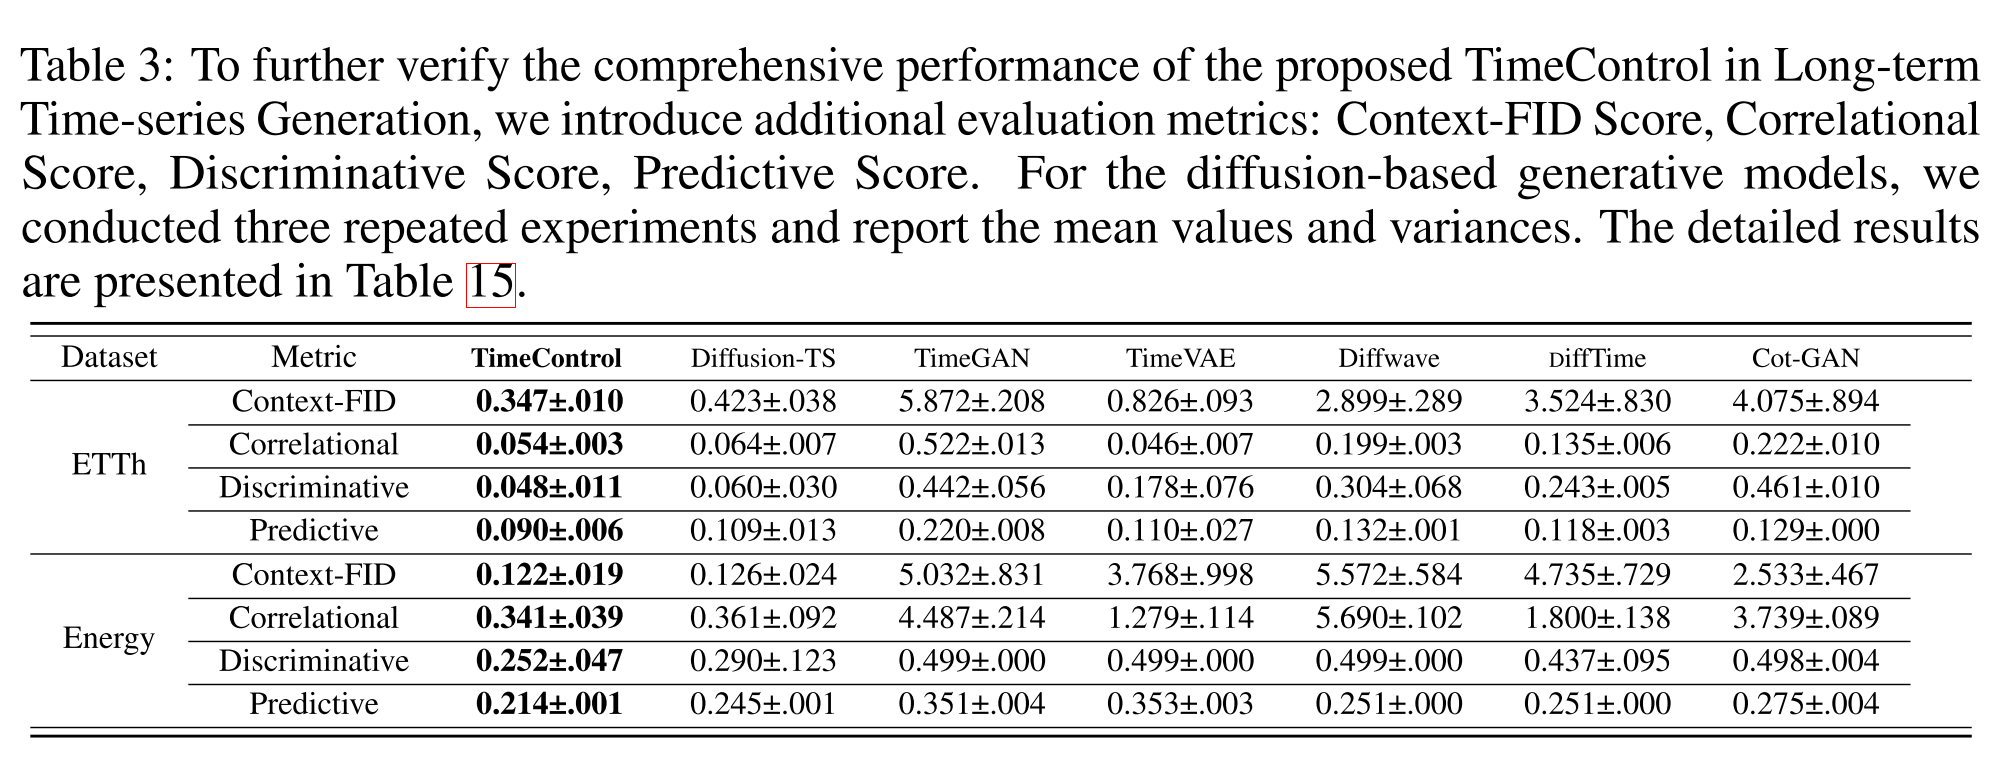 Table 3: To further verify the comprehensive performance of the proposed TimeControl in Long-term
Time-series Generation, we introduce additional evaluation metrics: Context-FID Score, Correlational
Score, Discriminative Score, Predictive Score. For the diffusion-based generative models, we
conducted three repeated experiments and report the mean values and variances. The detailed results
are presented in Table 15.
Dataset Metric TimeControl Diffusion-TS TimeGAN TimeVAE Diffwave DiffTime Cot-GAN
ETTh
Context-FID 0.347±.010 0.423±.038 5.872±.208 0.826±.093 2.899±.289 3.524±.830 4.075±.894
Correlational 0.054±.003 0.064±.007 0.522±.013 0.046±.007 0.199±.003 0.135±.006 0.222±.010
Discriminative 0.048±.011 0.060±.030 0.442±.056 0.178±.076 0.304±.068 0.243±.005 0.461±.010
Predictive 0.090±.006 0.109±.013 0.220±.008 0.110±.027 0.132±.001 0.118±.003 0.129±.000
Energy
Context-FID 0.122±.019 0.126±.024 5.032±.831 3.768±.998 5.572±.584 4.735±.729 2.533±.467
Correlational 0.341±.039 0.361±.092 4.487±.214 1.279±.114 5.690±.102 1.800±.138 3.739±.089
Discriminative 0.252±.047 0.290±.123 0.499±.000 0.499±.000 0.499±.000 0.437±.095 0.498±.004
Predictive 0.214±.001 0.245±.001 0.351±.004 0.353±.003 0.251±.000 0.251±.000 0.275±.004